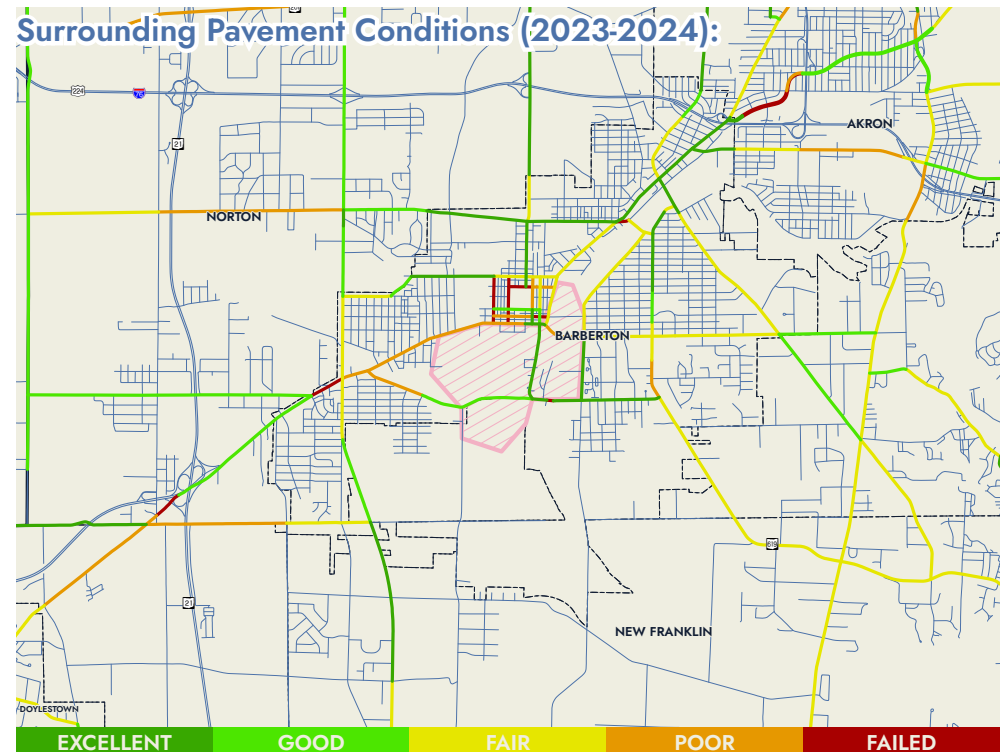 Surrounding Pavement Conditions (2023-2024):
224
76
21
AKRON
NORTON
BARBERTON
619
21
NEW FRANKLIN
DOYLESTOWN
EXCELLENT GOOD FAIR POOR FAILED